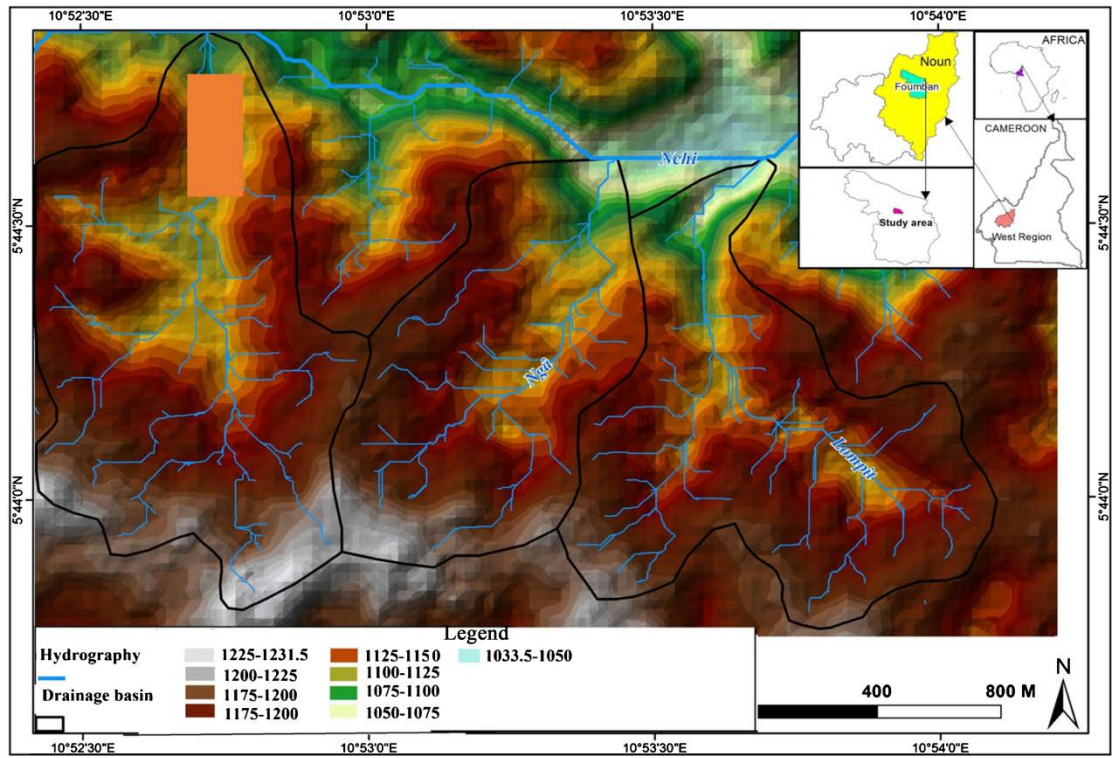 10°52'30"E 10°53'0"E 10°53'30"E 10°54'0"E
AFRICA
Noun
Foumban
CAMEROON
Nchi
5°44'30"N 5°44'30"N
Study area
West Region
Nga
Lompit
5°44'0"N 5°44'0"N
Legend
Hydrography
Drainage basin
1225-1231.5
1200-1225
1175-1200
1175-1200
1125-1150
1100-1125
1075-1100
1050-1075
1033.5-1050
N
400 800 M
10°52'30"E 10°53'0"E 10°53'30"E 10°54'0"E